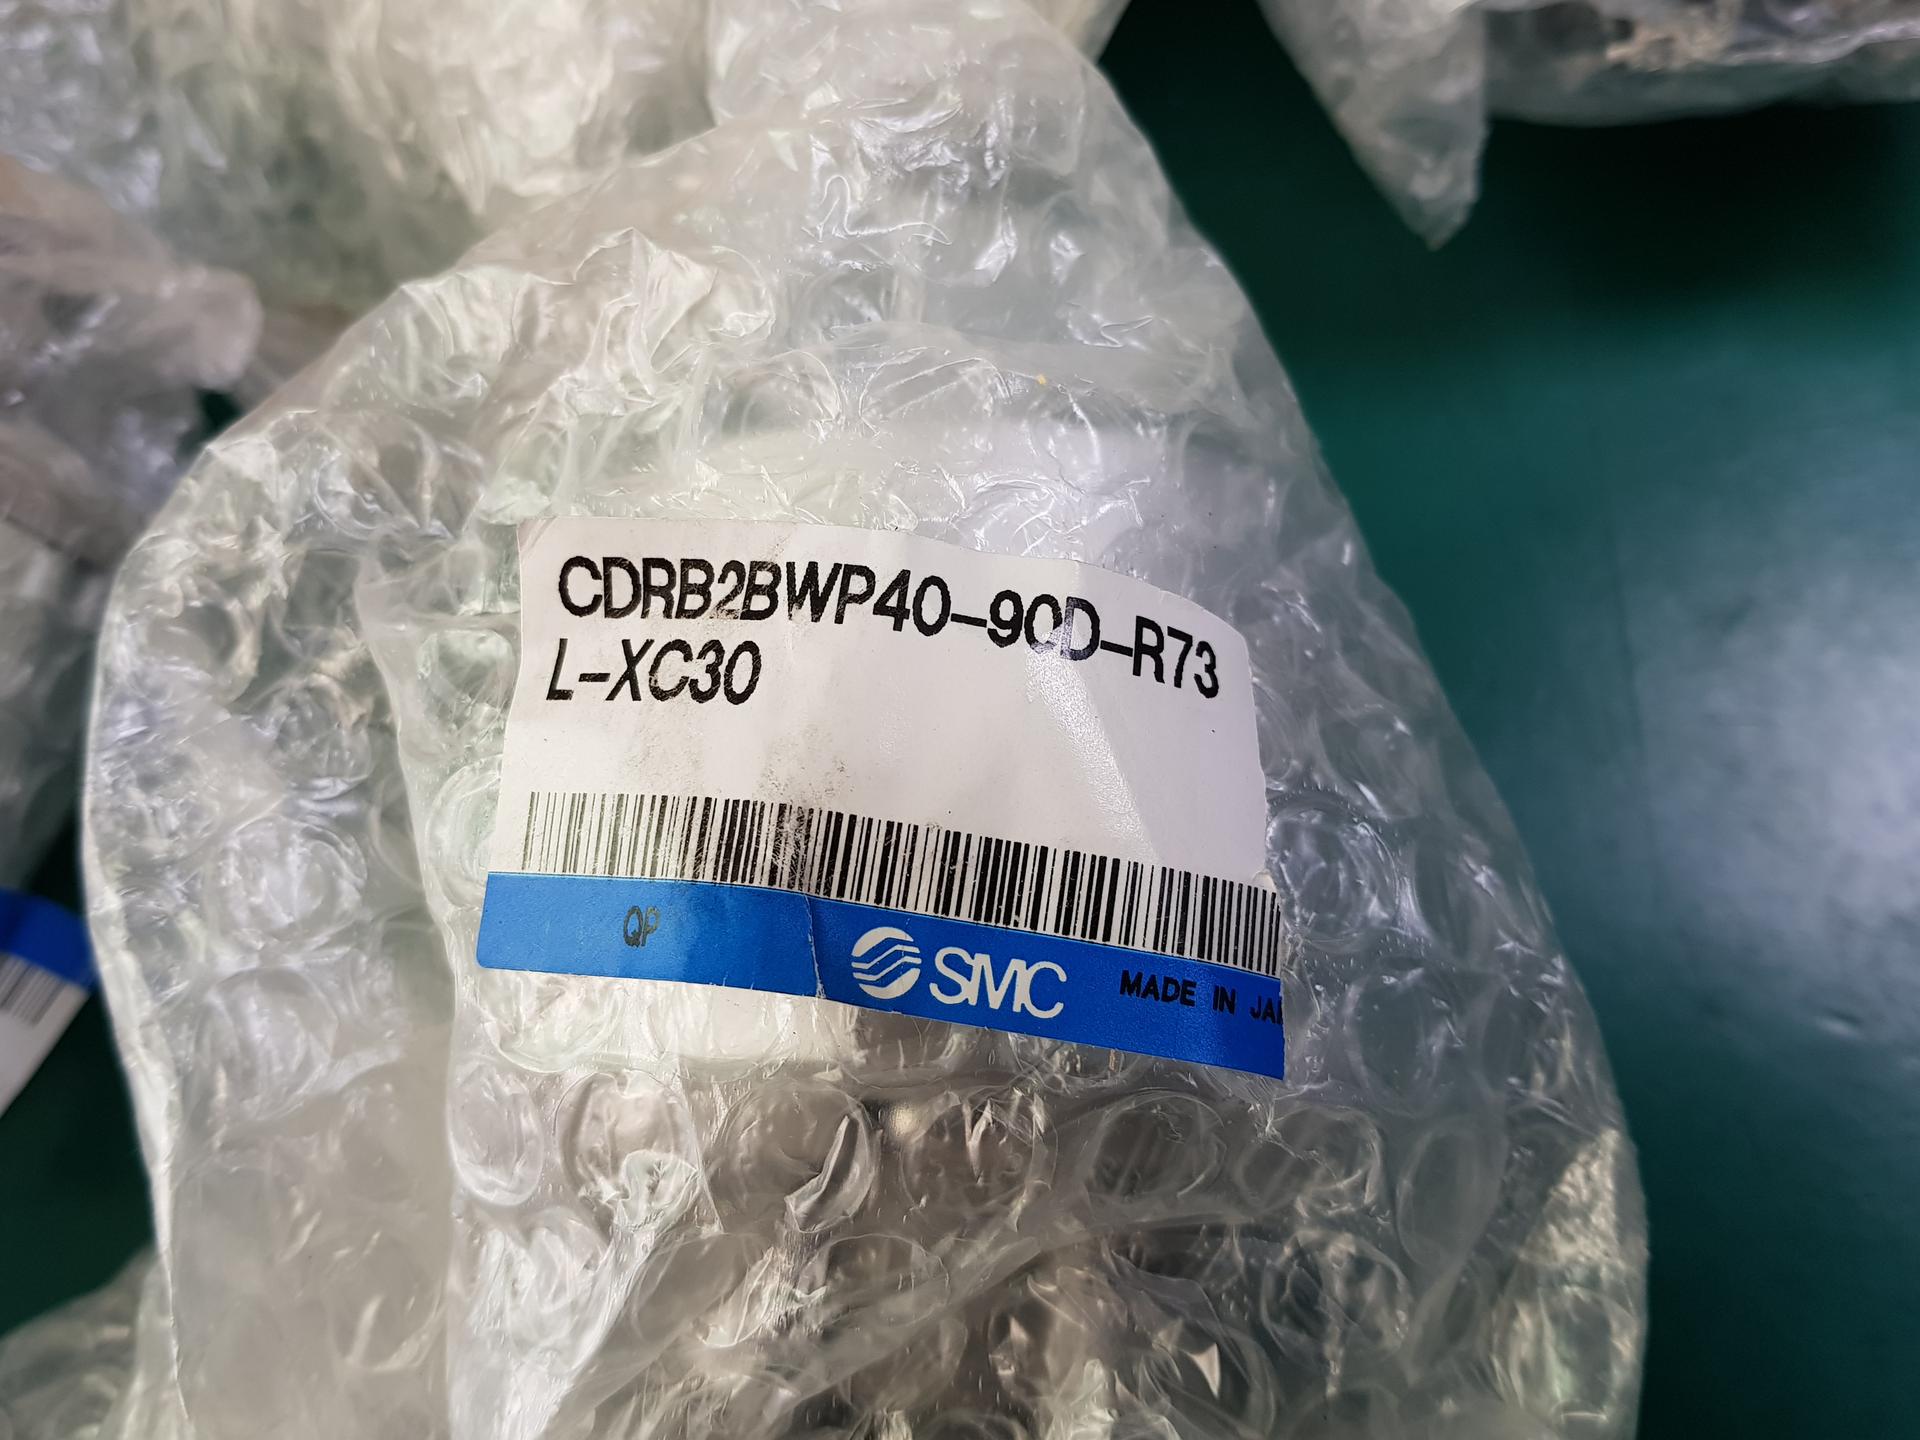 CDRB2BWP40-90D-R73
L-XC30
QP
SMC
MADE IN JA